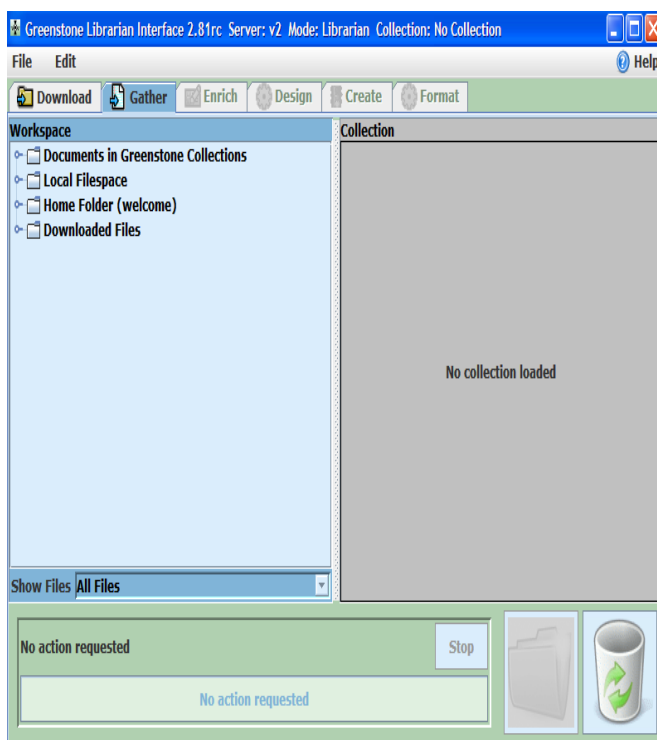 Greenstone Librarian Interface 2.81rc Server: v2 Mode: Librarian Collection: No Collection
File Edit Help
Download Gather Enrich Design Create Format
Workspace Collection
Documents in Greenstone Collections
Local Filespace
Home Folder (welcome)
Downloaded Files
No collection loaded
Show Files All Files
No action requested Stop
No action requested